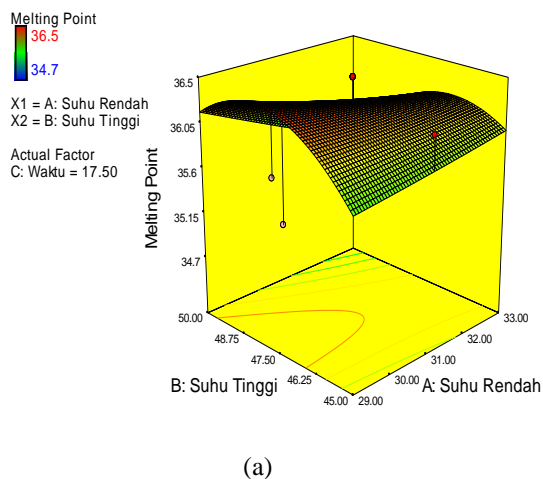 Melting Point
36.5
34.7
X1 = A: Suhu Rendah
X2 = B: Suhu Tinggi
Actual Factor
C: Waktu = 17.50
36.5
36.05
35.6
35.15
34.7
Melting Point
50.00
48.75
47.50
46.25
45.00
B: Suhu Tinggi
29.00
30.00
31.00
32.00
33.00
A: Suhu Rendah
(a)